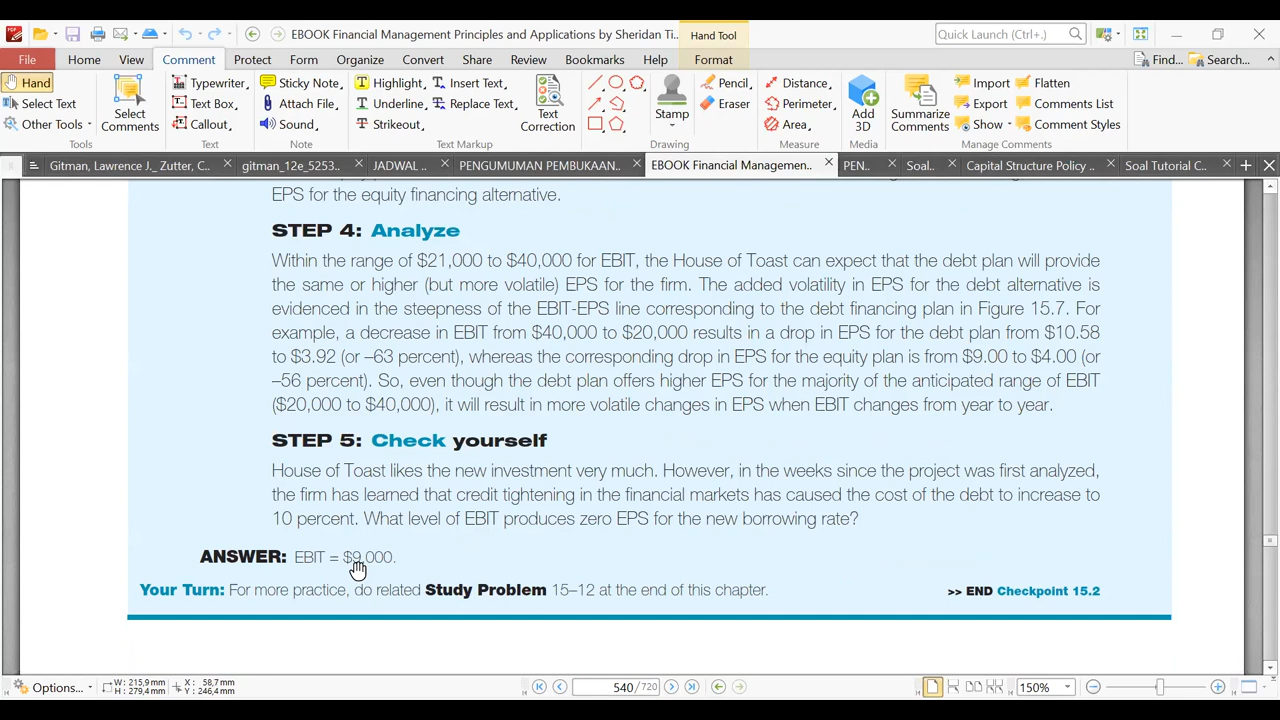 EBOOK Financial Management Principles and Applications by Sheridan Ti...
Hand Tool
Quick Launch (Ctrl+.)
File
Home
View
Comment
Protect
Form
Organize
Convert
Share
Review
Bookmarks
Help
Format
Find...
Search...
Hand
Select Text
Other Tools
Tools
Select Comments
Typewriter
Text Box
Callout
Sticky Note
Attach File
Sound
Note
Highlight
Underline
Strikeout
Insert Text
Replace Text
Text Correction
Text Markup
Pencil
Eraser
Drawing
Stamp
Distance
Perimeter
Area
Measure
Add 3D
Summarize Comments
Import
Export
Show
Flatten
Comments List
Comment Styles
Manage Comments
Gitman, Lawrence J._ Zutter, C...
gitman_12e_5253...
JADWAL ...
PENGUMUMAN PEMBUKAAN...
EBOOK Financial Managemen...
PEN...
Soal...
Capital Structure Policy ...
Soal Tutorial C...
EPS for the equity financing alternative.
STEP 4: Analyze
Within the range of $21,000 to $40,000 for EBIT, the House of Toast can expect that the debt plan will provide
the same or higher (but more volatile) EPS for the firm. The added volatility in EPS for the debt alternative is
evidenced in the steepness of the EBIT-EPS line corresponding to the debt financing plan in Figure 15.7. For
example, a decrease in EBIT from $40,000 to $20,000 results in a drop in EPS for the debt plan from $10.58
to $3.92 (or –63 percent), whereas the corresponding drop in EPS for the equity plan is from $9.00 to $4.00 (or
–56 percent). So, even though the debt plan offers higher EPS for the majority of the anticipated range of EBIT
($20,000 to $40,000), it will result in more volatile changes in EPS when EBIT changes from year to year.
STEP 5: Check yourself
House of Toast likes the new investment very much. However, in the weeks since the project was first analyzed,
the firm has learned that credit tightening in the financial markets has caused the cost of the debt to increase to
10 percent. What level of EBIT produces zero EPS for the new borrowing rate?
ANSWER: EBIT = $9,000.
Your Turn: For more practice, do related Study Problem 15–12 at the end of this chapter.
>> END Checkpoint 15.2
Options...
W: 215,9 mm
H: 279,4 mm
X: 58,7 mm
Y: 246,4 mm
540 /720
150%